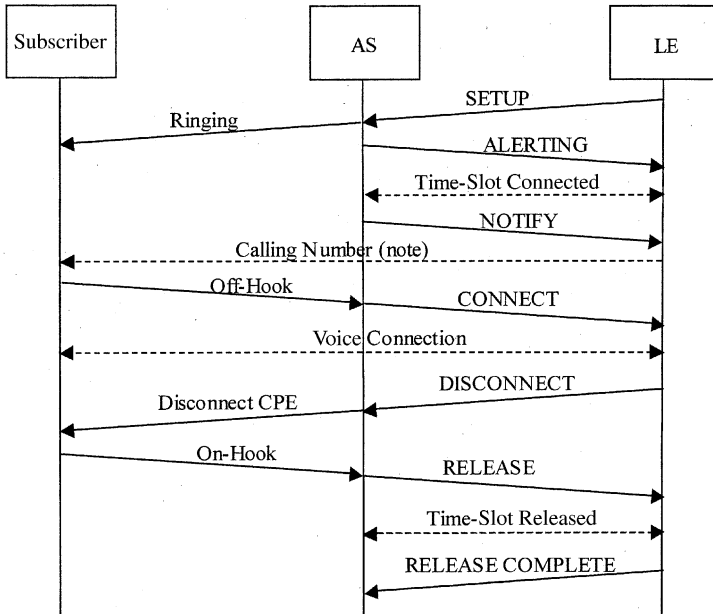 Subscriber
AS
LE
SETUP
Ringing
ALERTING
Time-Slot Connected
NOTIFY
Calling Number (note)
Off-Hook
CONNECT
Voice Connection
DISCONNECT
Disconnect CPE
On-Hook
RELEASE
Time-Slot Released
RELEASE COMPLETE